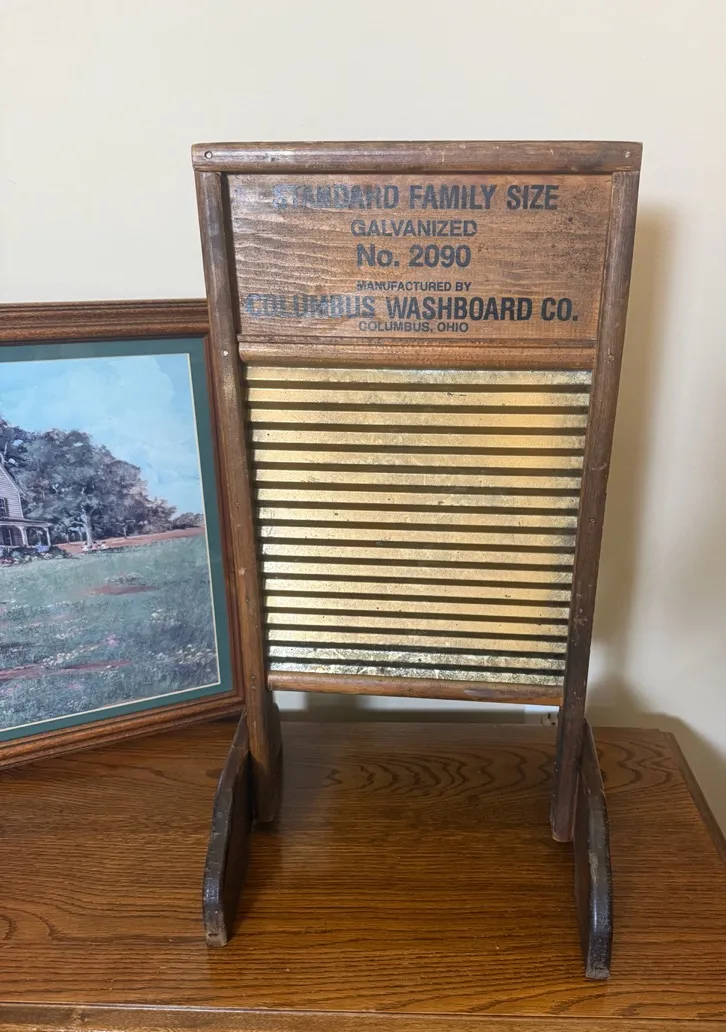 STANDARD FAMILY SIZE
GALVANIZED
No. 2090
MANUFACTURED BY
COLUMBUS WASHBOARD CO.
COLUMBUS, OHIO